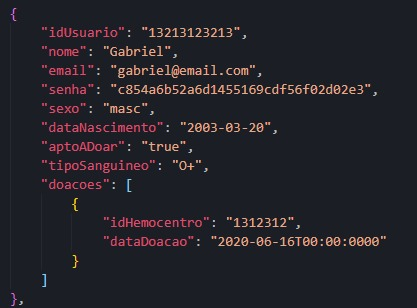 {
"idUsuario": "13213123213",
"nome": "Gabriel",
"email": "gabriel@email.com",
"senha": "c854a6b52a6d1455169cdf56f02d02e3",
"sexo": "masc",
"dataNascimento": "2003-03-20",
"aptoADoar": "true",
"tipoSanguineo": "O+",
"doacoes": [
{
"idHemocentro": "1312312",
"dataDoacao": "2020-06-16T00:00:0000"
}
]
},